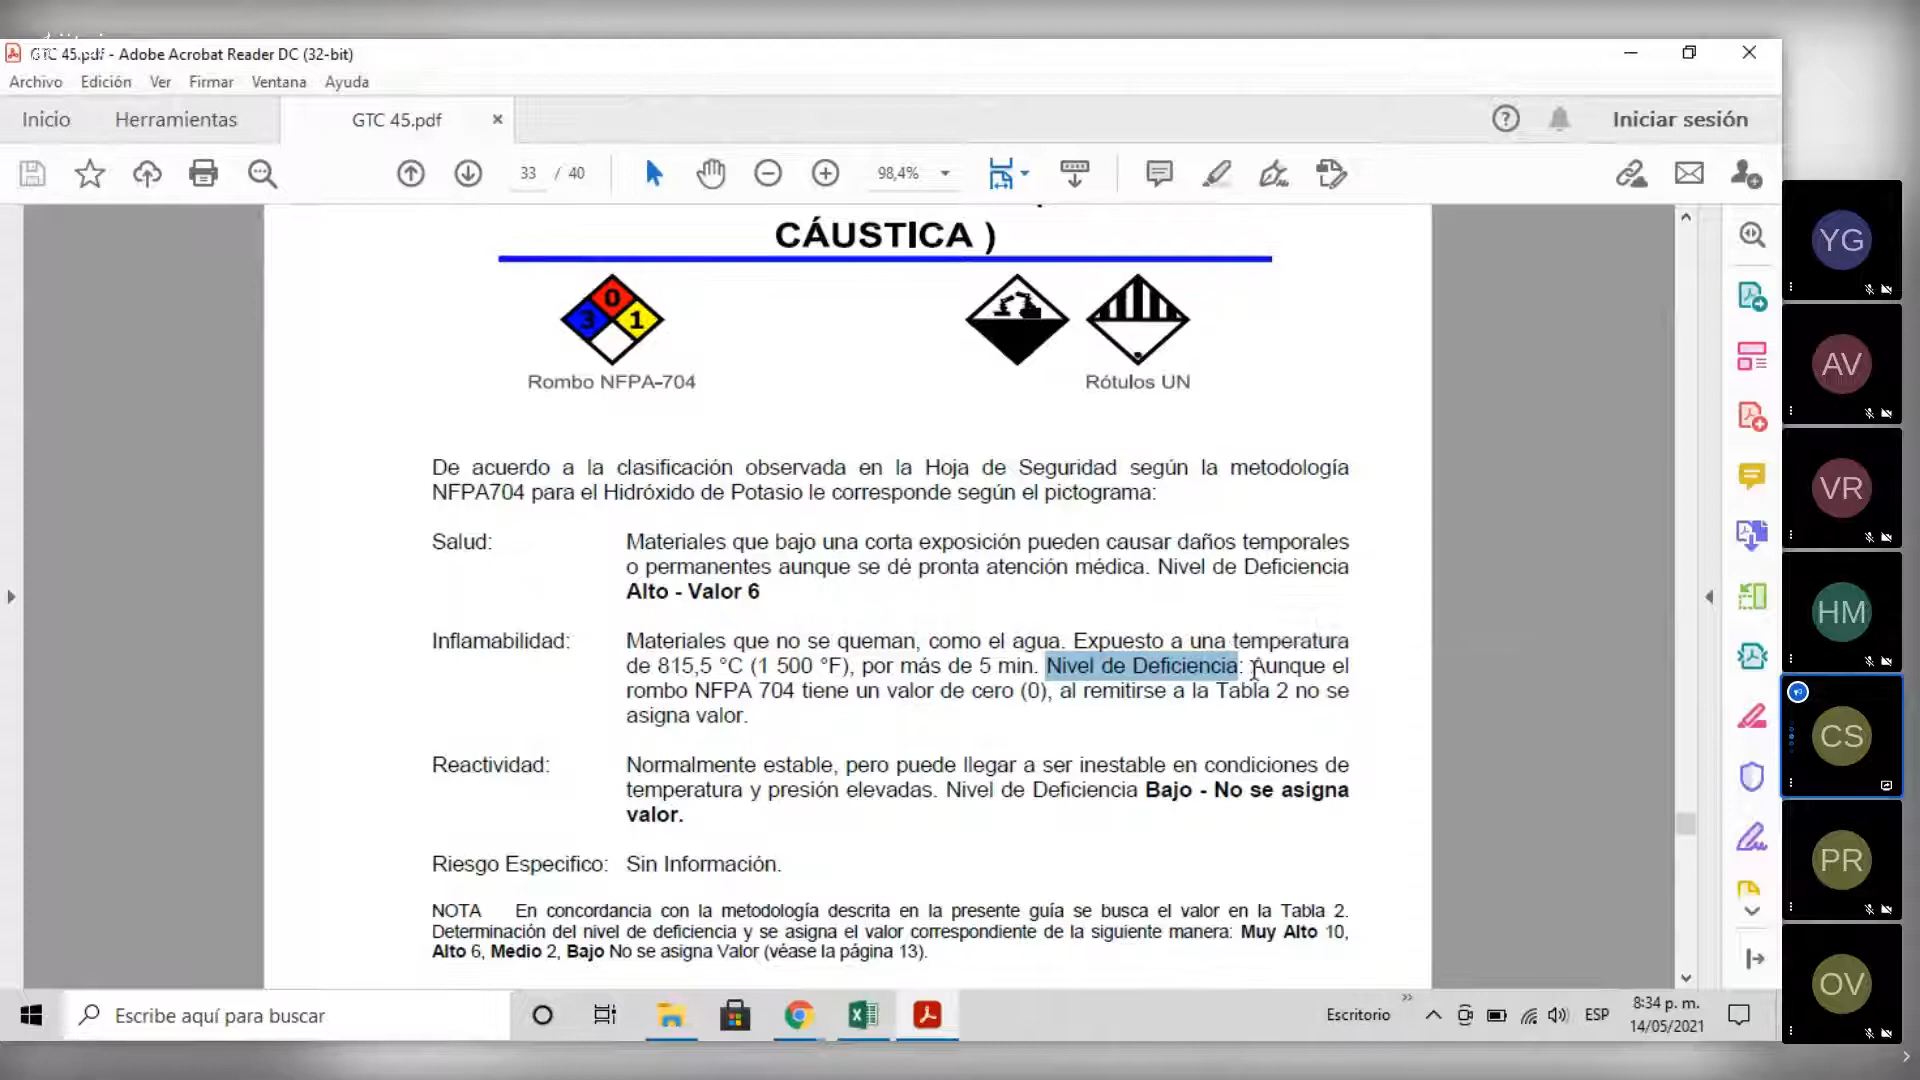 GTC 45.pdf - Adobe Acrobat Reader DC (32-bit)
Archivo Edición Ver Firmar Ventana Ayuda
Inicio Herramientas GTC 45.pdf × Iniciar sesión
33 / 40 98,4%
CÁUSTICA )
0
3 1
Rombo NFPA-704 Rótulos UN
De acuerdo a la clasificación observada en la Hoja de Seguridad según la metodología
NFPA704 para el Hidróxido de Potasio le corresponde según el pictograma:
Salud: Materiales que bajo una corta exposición pueden causar daños temporales
o permanentes aunque se dé pronta atención médica. Nivel de Deficiencia
Alto - Valor 6
Inflamabilidad: Materiales que no se queman, como el agua. Expuesto a una temperatura
de 815,5 °C (1 500 °F), por más de 5 min. Nivel de Deficiencia: Aunque el
rombo NFPA 704 tiene un valor de cero (0), al remitirse a la Tabla 2 no se
asigna valor.
Reactividad: Normalmente estable, pero puede llegar a ser inestable en condiciones de
temperatura y presión elevadas. Nivel de Deficiencia Bajo - No se asigna
valor.
Riesgo Especifico: Sin Información.
NOTA En concordancia con la metodología descrita en la presente guía se busca el valor en la Tabla 2.
Determinación del nivel de deficiencia y se asigna el valor correspondiente de la siguiente manera: Muy Alto 10,
Alto 6, Medio 2, Bajo No se asigna Valor (véase la página 13).
YG
AV
VR
HM
CS
PR
OV
Escribe aquí para buscar
Escritorio
ESP
8:34 p. m.
14/05/2021